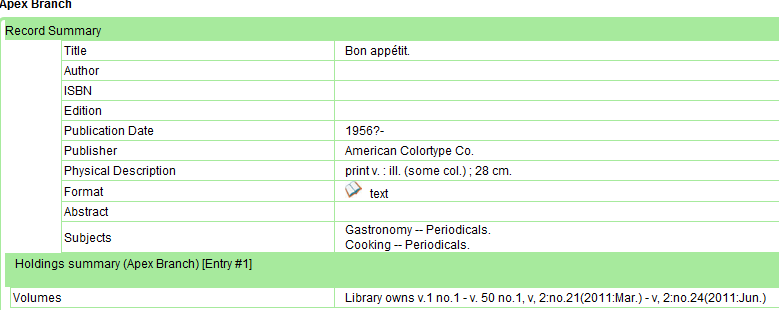 Apex Branch
Record Summary
Title Bon appétit.
Author
ISBN
Edition
Publication Date 1956?-
Publisher American Colortype Co.
Physical Description print v. : ill. (some col.) ; 28 cm.
Format text
Abstract
Subjects Gastronomy -- Periodicals.
Cooking -- Periodicals.
Holdings summary (Apex Branch) [Entry #1]
Volumes Library owns v.1 no.1 - v. 50 no.1, v, 2:no.21(2011:Mar.) - v, 2:no.24(2011:Jun.)